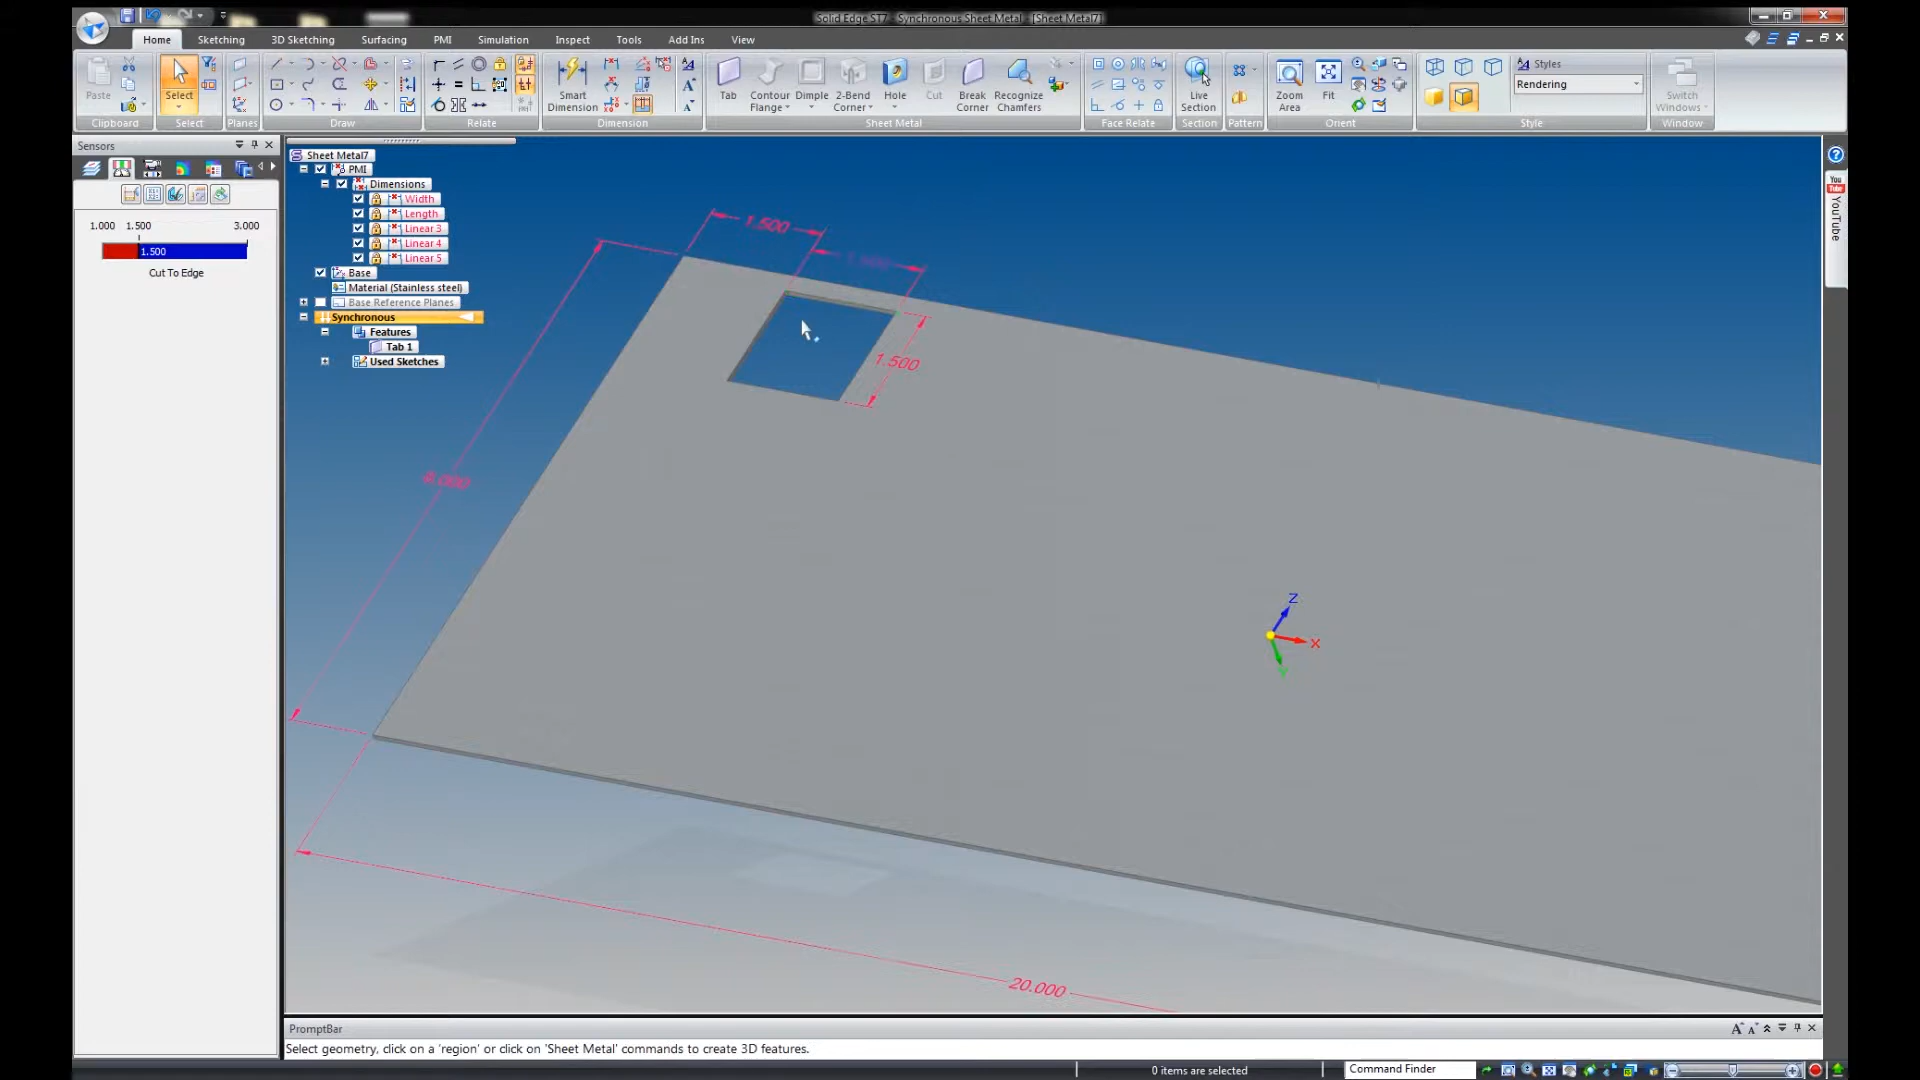 Solid Edge ST7 - Synchronous Sheet Metal - [Sheet Metal7]
Home Sketching 3D Sketching Surfacing PMI Simulation Inspect Tools Add Ins View
Paste Select Smart Dimension Tab Contour Flange Dimple 2-Bend Corner Hole Cut Break Corner Recognize Chamfers Live Section Zoom Area Fit Styles Rendering Switch Windows
Clipboard Select Planes Draw Relate Dimension Sheet Metal Face Relate Section Pattern Orient Style Window
Sensors
1.000 1.500 3.000
1.500
Cut To Edge
Sheet Metal7
PMI
Dimensions
Width
Length
Linear 3
Linear 4
Linear 5
Base
Material (Stainless steel)
Base Reference Planes
Synchronous
Features
Tab 1
Used Sketches
1.500
1.500
20.000
Z
X
Y
You Tube
YouTube
PromptBar
Select geometry, click on a 'region' or click on 'Sheet Metal' commands to create 3D features.
0 items are selected
Command Finder